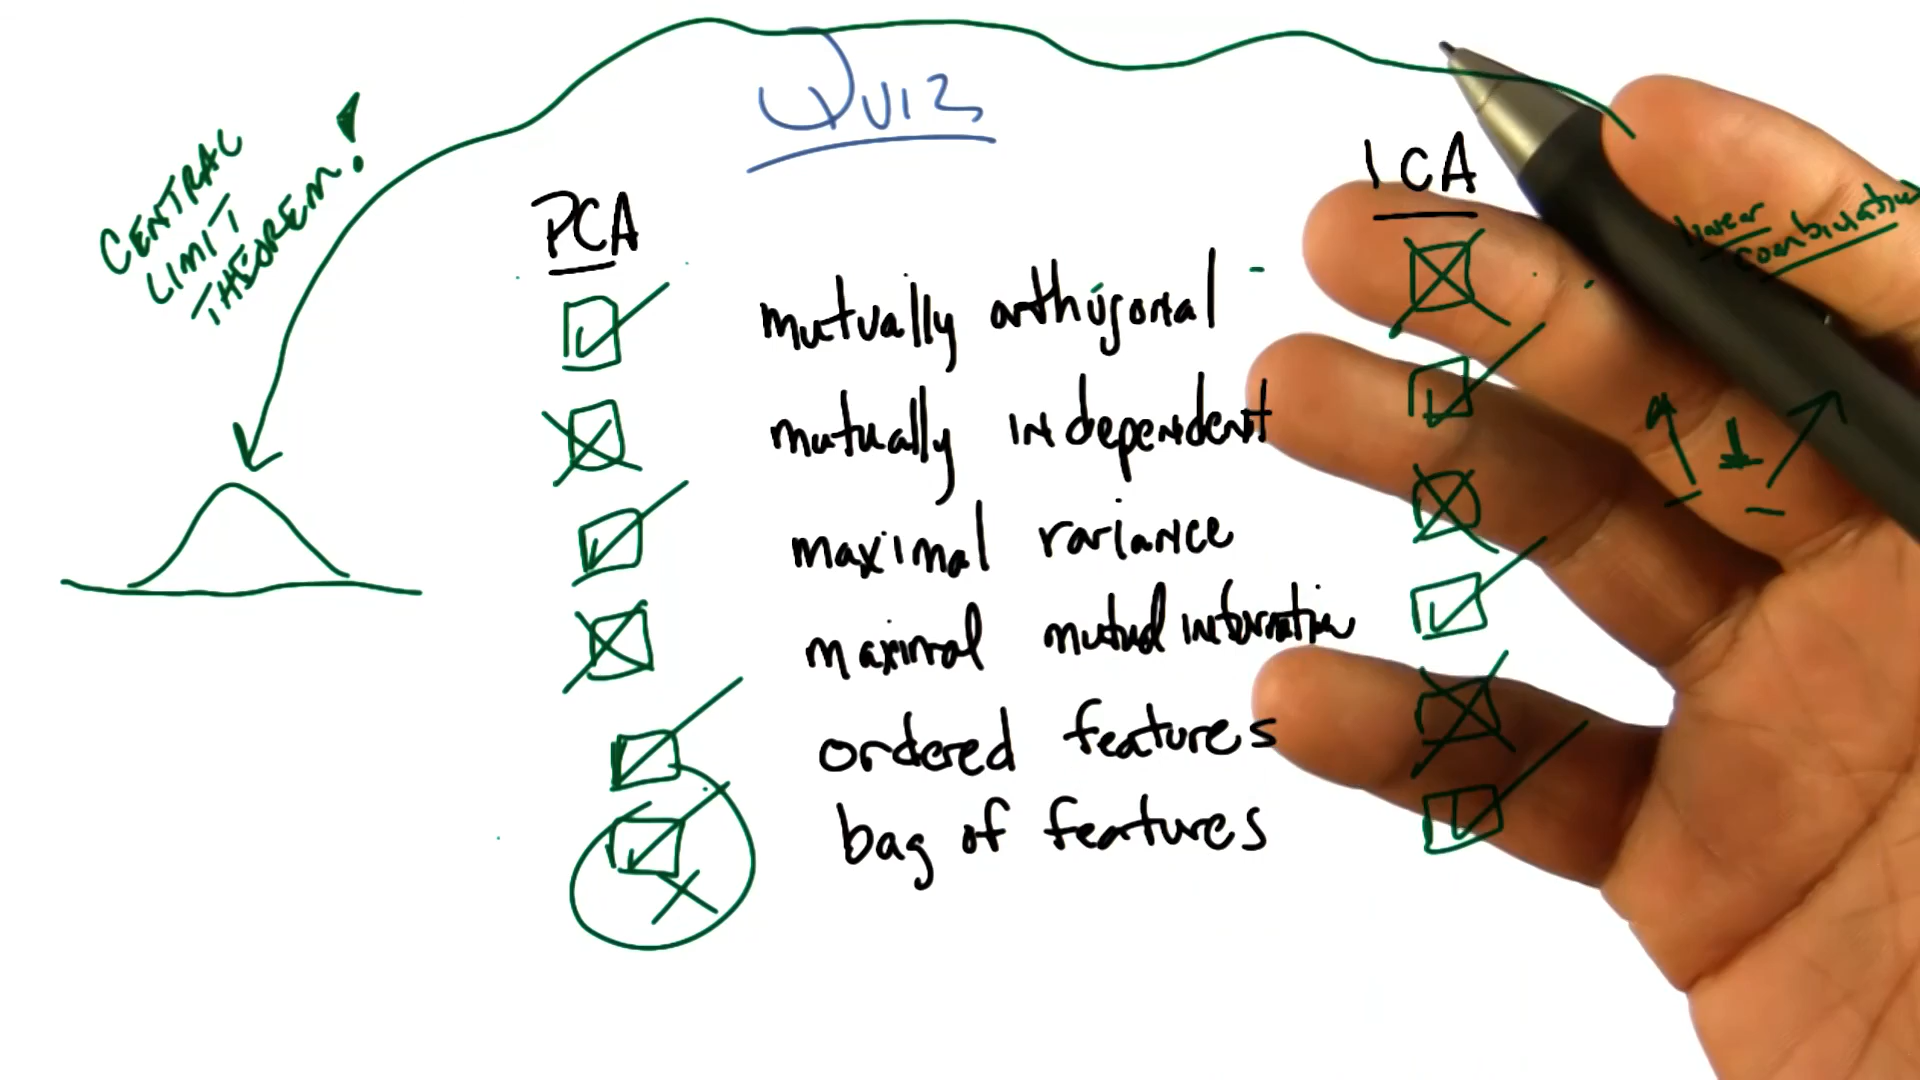 Quiz
CENTRAL
LIMIT
THEOREM!
PCA
ICA
linear
combination
mutually orthogonal
mutually independent
maximal variance
maximal mutual information
ordered features
bag of features